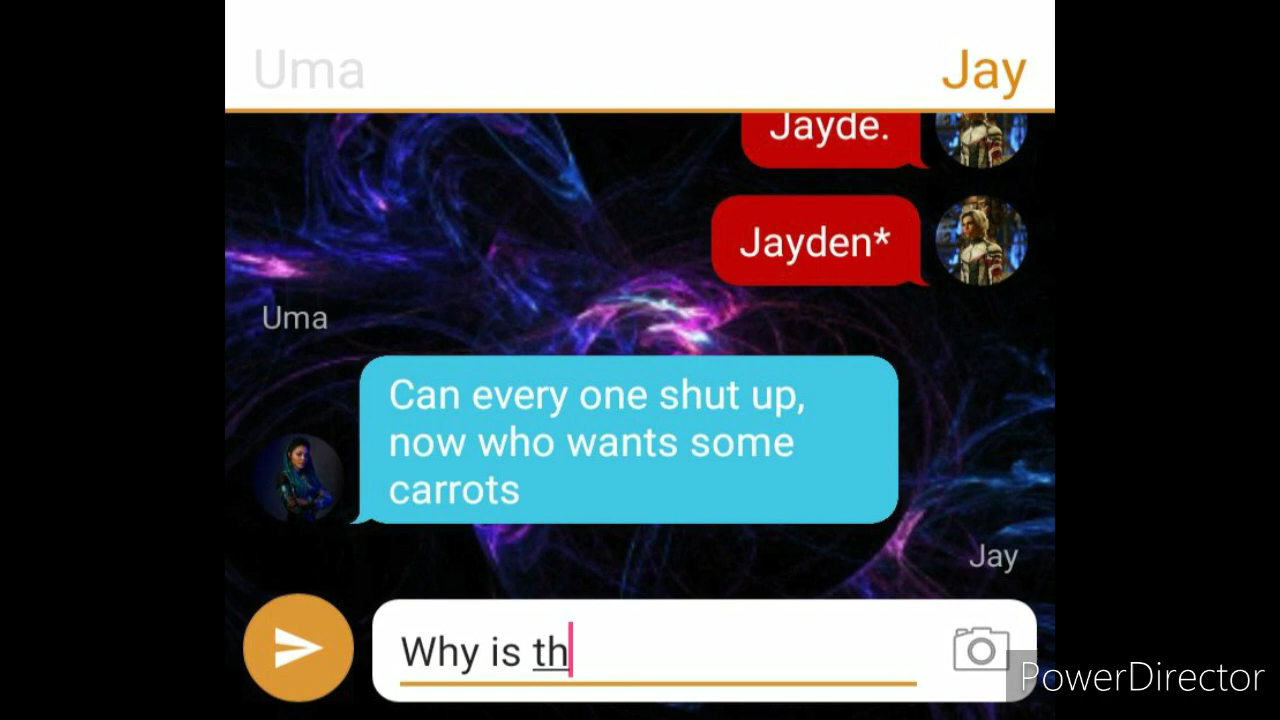 Uma
Jay
Jayde.
Jayden*
Uma
Can every one shut up,
now who wants some
carrots
Jay
Why is th
PowerDirector